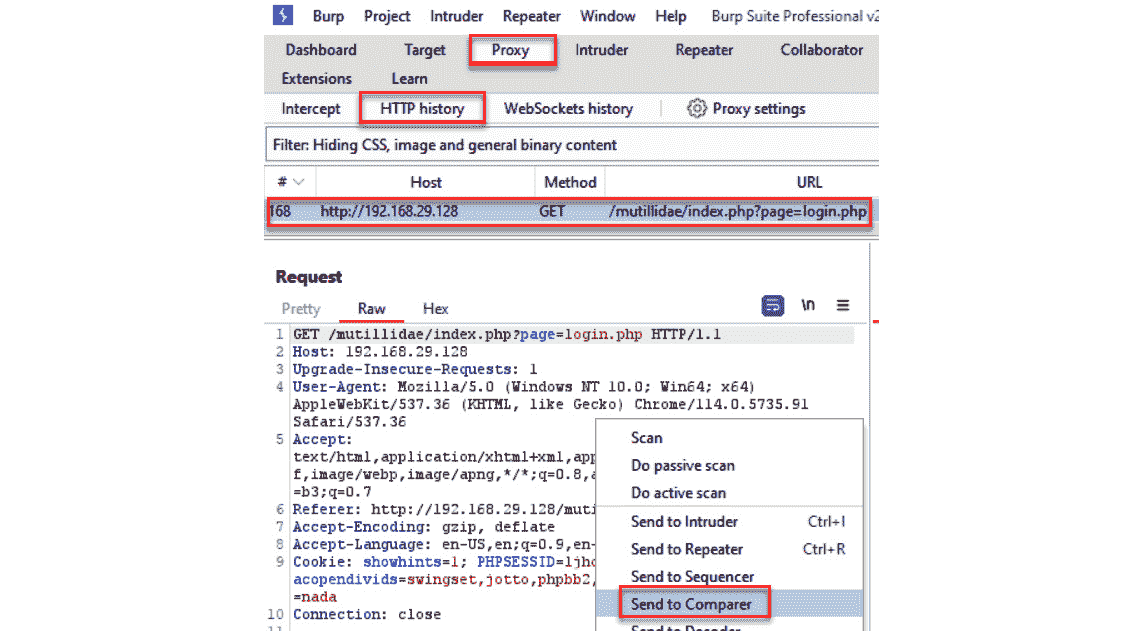 Burp Project Intruder Repeater Window Help Burp Suite Professional
Dashboard Target Proxy Intruder Repeater Collaborator
Extensions Learn
Intercept HTTP history WebSockets history Proxy settings
Filter: Hiding CSS, image and general binary content
# Host Method URL
168 http://192.168.29.128 GET /mutillidae/index.php?page=login.php
Request
Pretty Raw Hex \n
1 GET /mutillidae/index.php?page=login.php HTTP/1.1
2 Host: 192.168.29.128
3 Upgrade-Insecure-Requests: 1
4 User-Agent: Mozilla/5.0 (Windows NT 10.0; Win64; x64)
AppleWebKit/537.36 (KHTML, like Gecko) Chrome/114.0.5735.91
Safari/537.36
5 Accept:
text/html,application/xhtml+xml,app
f,image/webp,image/apng,*/*;q=0.8,a
=b3;q=0.7
6 Referer: http://192.168.29.128/muti
7 Accept-Encoding: gzip, deflate
8 Accept-Language: en-US,en;q=0.9,en-
9 Cookie: showhints=1; PHPSESSID=1jho
acopendivids=swingset,jotto,phpbb2,
=nada
10 Connection: close
11
Scan
Do passive scan
Do active scan
Send to Intruder Ctrl+I
Send to Repeater Ctrl+R
Send to Sequencer
Send to Comparer
Send to Decoder